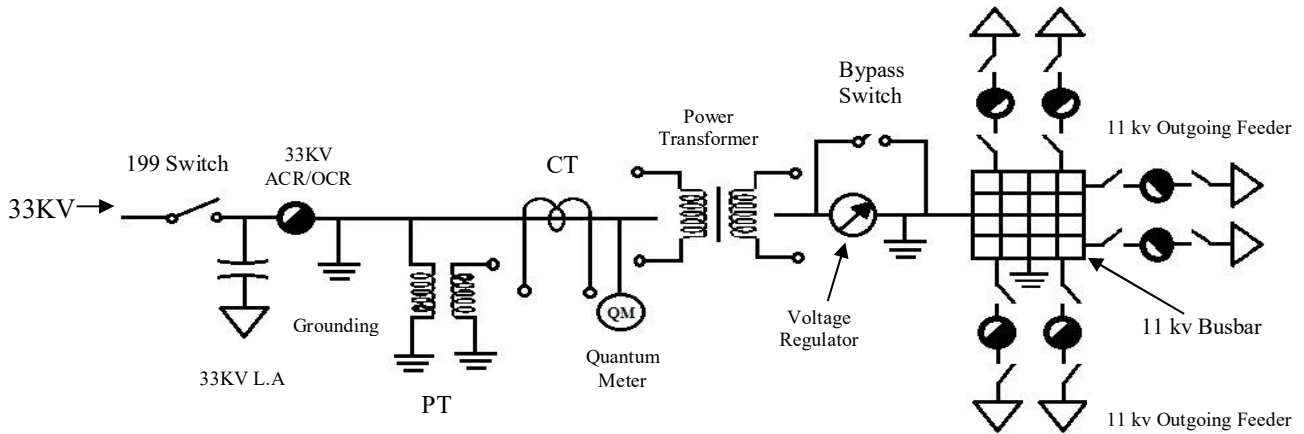 Bypass
Switch
Power
Transformer
11 kv Outgoing Feeder
33KV
ACR/OCR
199 Switch
CT
33KV
QM
Grounding
Voltage
Regulator
11 kv Busbar
Quantum
Meter
33KV L.A
PT
11 kv Outgoing Feeder